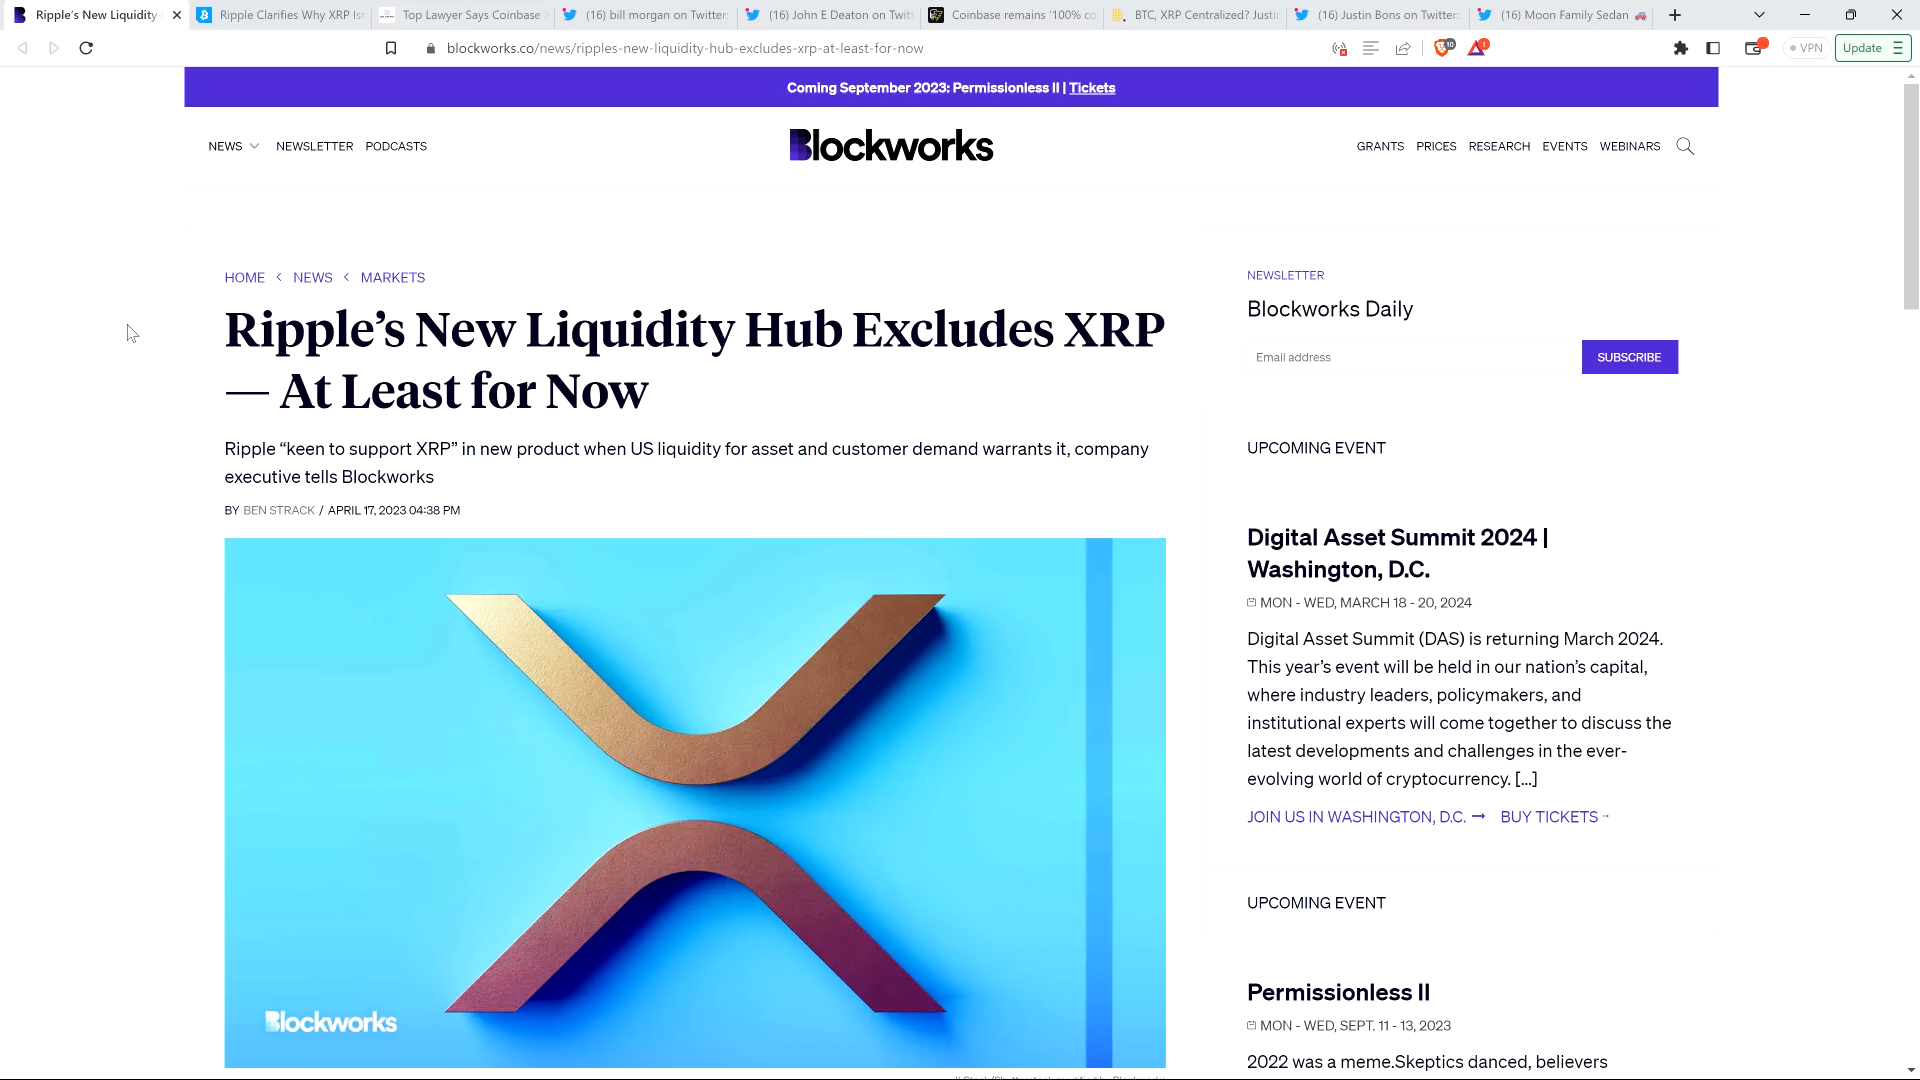 Ripple's New Liquidity
Ripple Clarifies Why XRP Is
Top Lawyer Says Coinbase
(16) bill morgan on Twitter:
(16) John E Deaton on Twitt
Coinbase remains '100% co
BTC, XRP Centralized? Justi
(16) Justin Bons on Twitter:
(16) Moon Family Sedan
blockworks.co/news/ripples-new-liquidity-hub-excludes-xrp-at-least-for-now
10
1
VPN
Update
Coming September 2023: Permissionless II | Tickets
NEWS
NEWSLETTER
PODCASTS
Blockworks
GRANTS
PRICES
RESEARCH
EVENTS
WEBINARS
HOME < NEWS < MARKETS
Ripple’s New Liquidity Hub Excludes XRP
— At Least for Now
Ripple “keen to support XRP” in new product when US liquidity for asset and customer demand warrants it, company
executive tells Blockworks
BY BEN STRACK / APRIL 17, 2023 04:38 PM
Blockworks
NEWSLETTER
Blockworks Daily
Email address
SUBSCRIBE
UPCOMING EVENT
Digital Asset Summit 2024 |
Washington, D.C.
MON - WED, MARCH 18 - 20, 2024
Digital Asset Summit (DAS) is returning March 2024.
This year’s event will be held in our nation’s capital,
where industry leaders, policymakers, and
institutional experts will come together to discuss the
latest developments and challenges in the ever-
evolving world of cryptocurrency. [...]
JOIN US IN WASHINGTON, D.C. → BUY TICKETS
UPCOMING EVENT
Permissionless II
MON - WED, SEPT. 11 - 13, 2023
2022 was a meme.Skeptics danced, believers